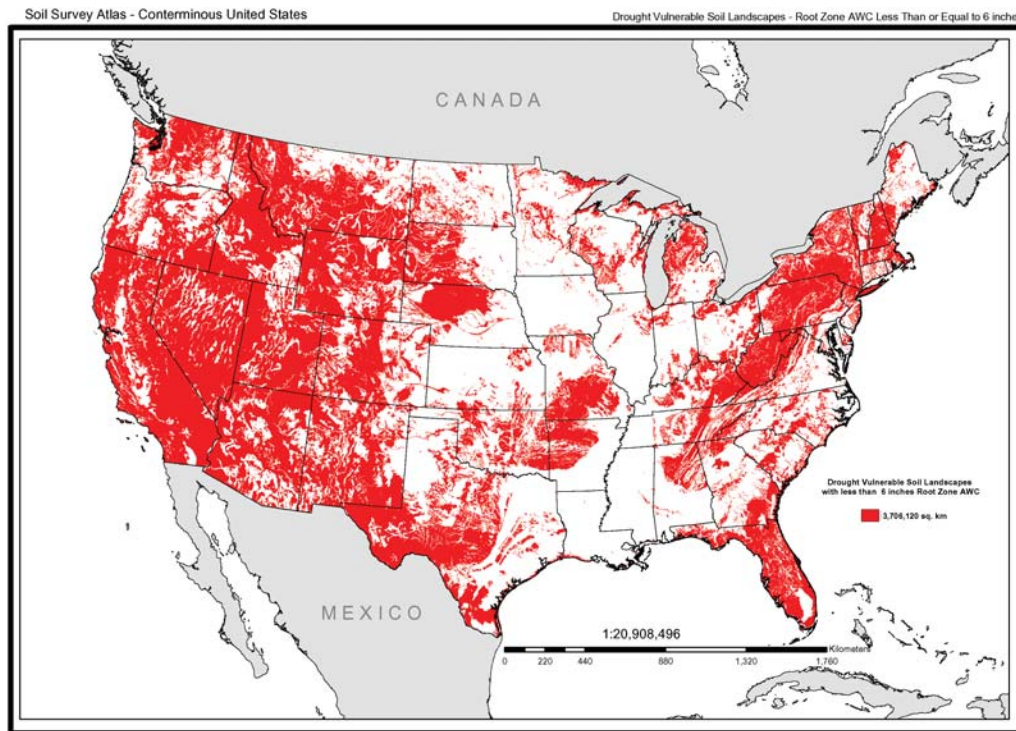 Soil Survey Atlas - Conterminous United States
Drought Vulnerable Soil Landscapes - Root Zone AWC Less Than or Equal to 6 inche
CANADA
Drought Vulnerable Soil Landscapes
with less than 6 inches Root Zone AWC
3,706,120 sq. km
MEXICO
1:20,908,496
Kilometers
0 220 440 880 1,320 1,760